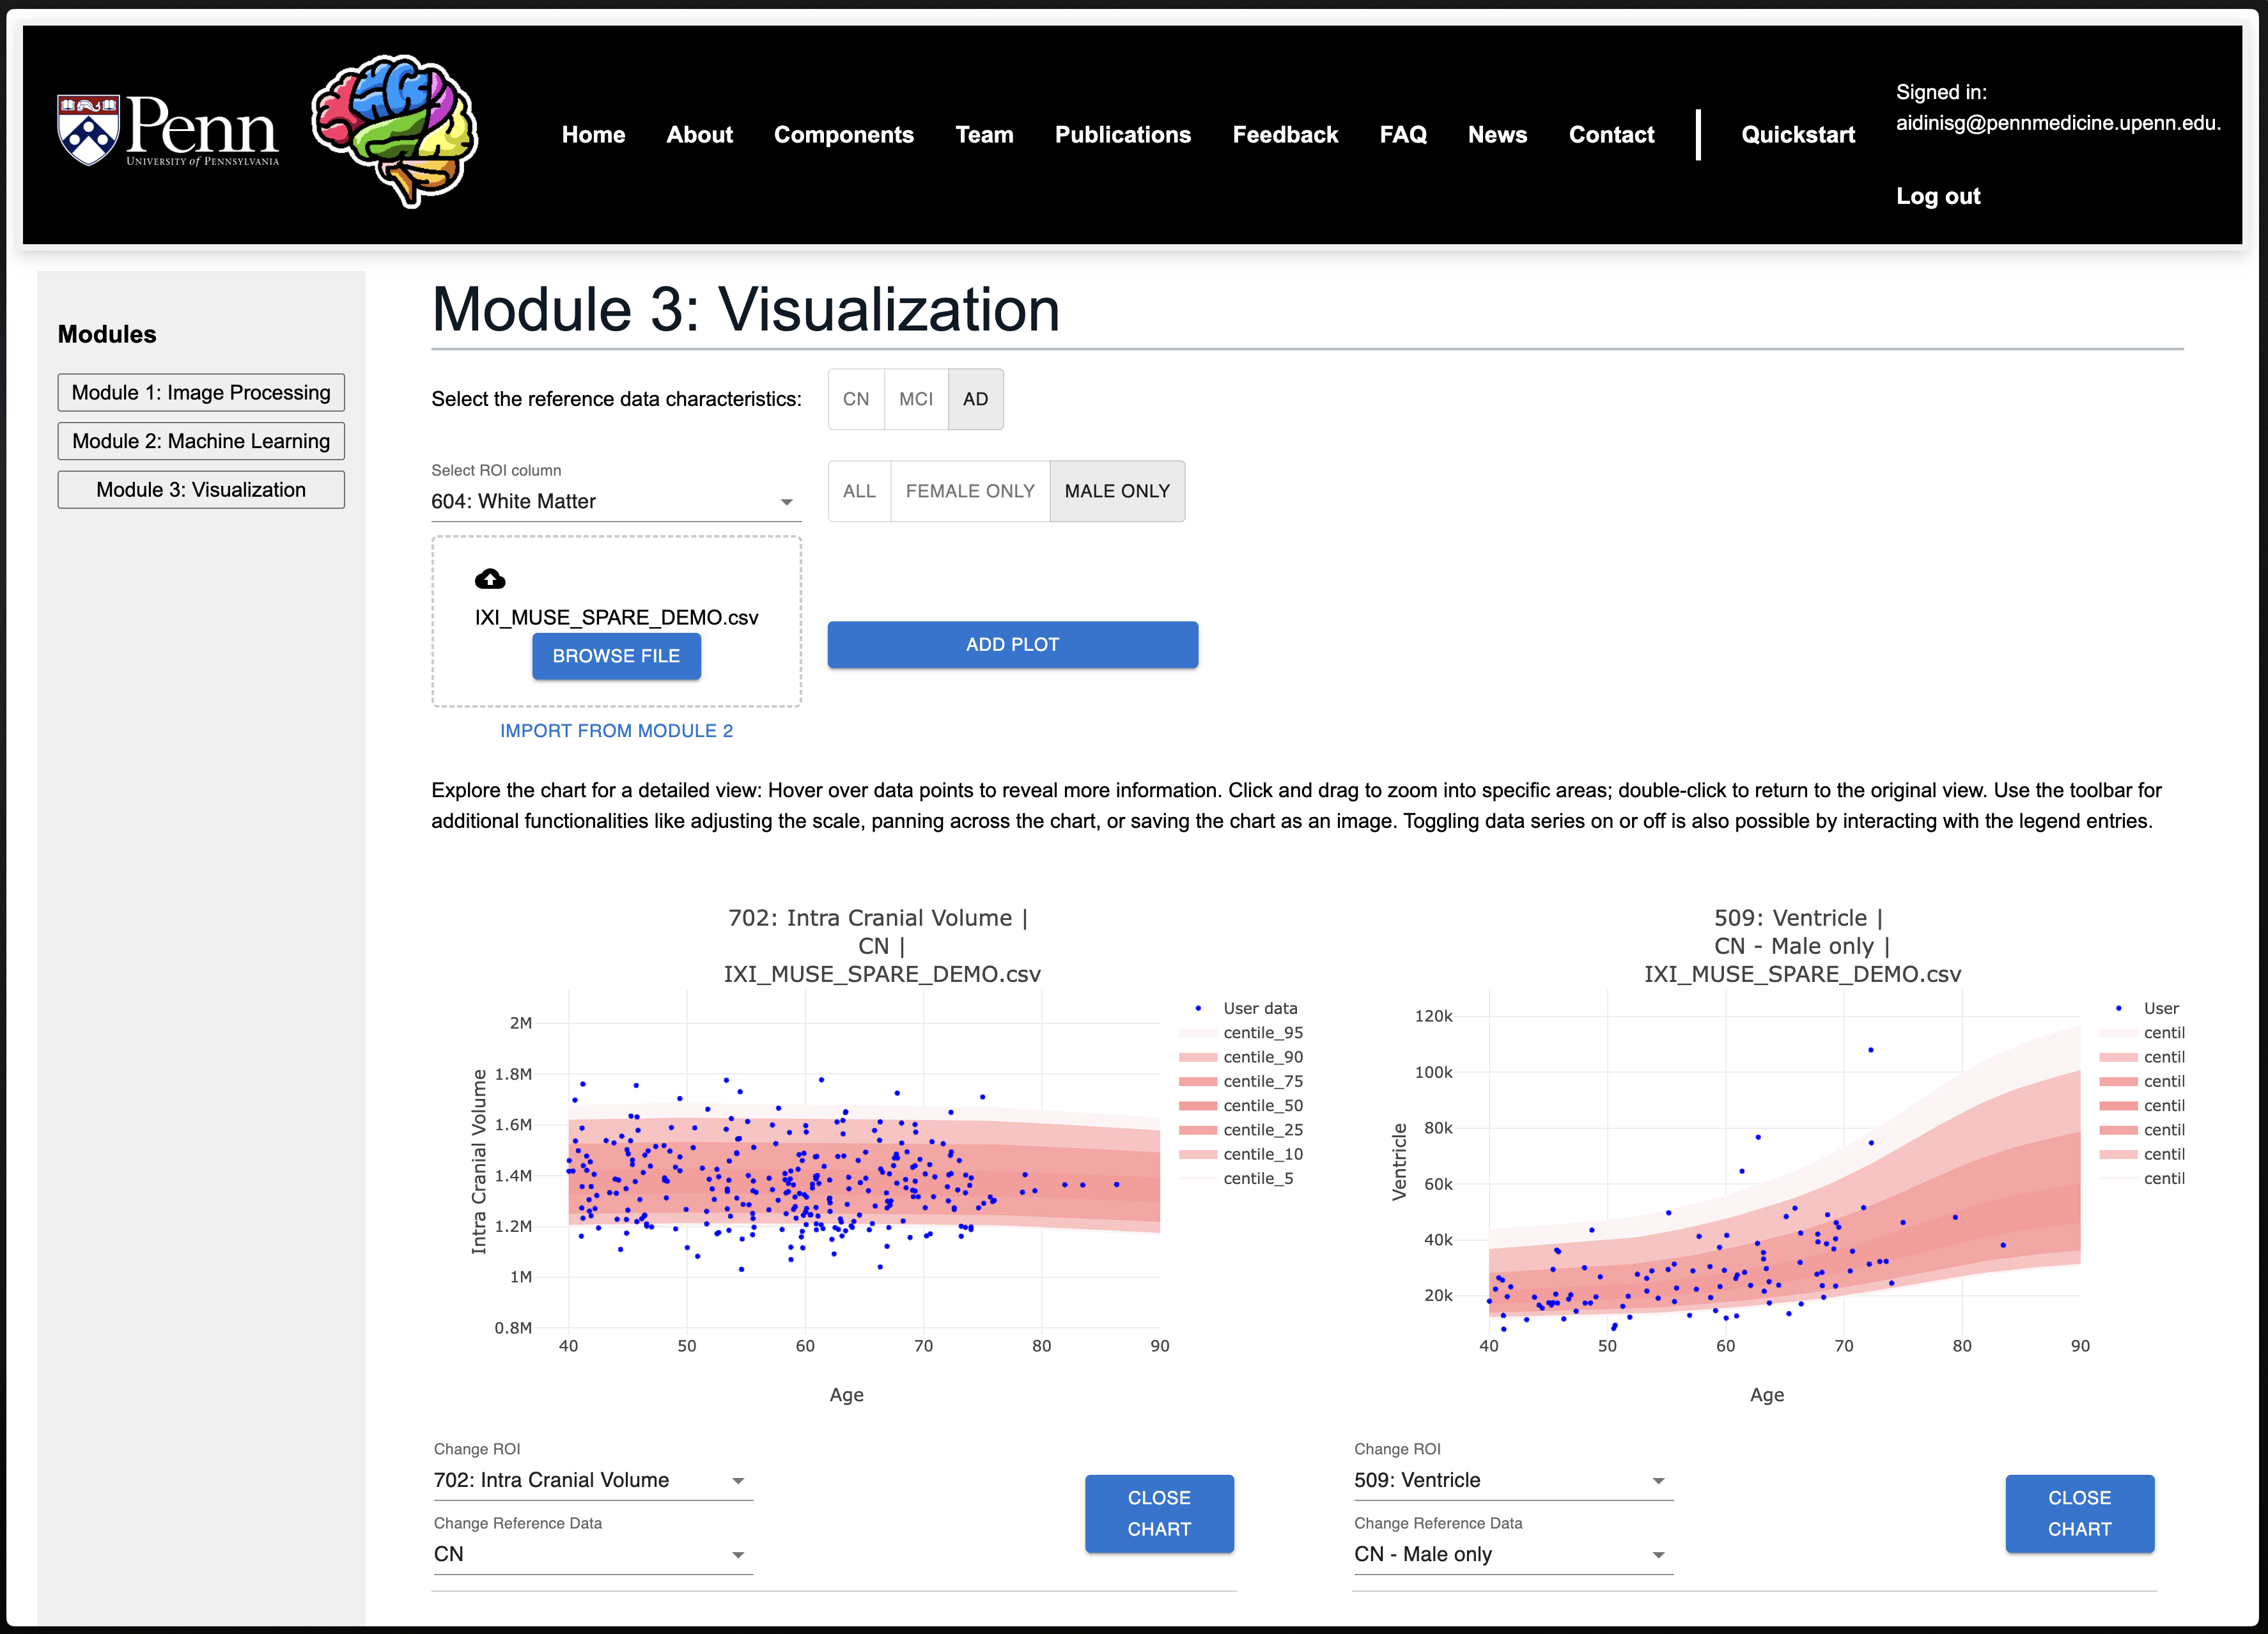 Penn
UNIVERSITY of PENNSYLVANIA
Home
About
Components
Team
Publications
Feedback
FAQ
News
Contact
Quickstart
Signed in:
aidinisg@pennmedicine.upenn.edu.
Log out
Modules
Module 1: Image Processing
Module 2: Machine Learning
Module 3: Visualization
Module 3: Visualization
Select the reference data characteristics:
CN
MCI
AD
Select ROI column
604: White Matter
ALL
FEMALE ONLY
MALE ONLY
IXI_MUSE_SPARE_DEMO.csv
BROWSE FILE
ADD PLOT
IMPORT FROM MODULE 2
Explore the chart for a detailed view: Hover over data points to reveal more information. Click and drag to zoom into specific areas; double-click to return to the original view. Use the toolbar for
additional functionalities like adjusting the scale, panning across the chart, or saving the chart as an image. Toggling data series on or off is also possible by interacting with the legend entries.
702: Intra Cranial Volume |
CN |
IXI_MUSE_SPARE_DEMO.csv
Intra Cranial Volume
2M
1.8M
1.6M
1.4M
1.2M
1M
0.8M
40
50
60
70
80
90
Age
User data
centile_95
centile_90
centile_75
centile_50
centile_25
centile_10
centile_5
Change ROI
702: Intra Cranial Volume
Change Reference Data
CN
CLOSE
CHART
509: Ventricle |
CN - Male only |
IXI_MUSE_SPARE_DEMO.csv
Ventricle
120k
100k
80k
60k
40k
20k
40
50
60
70
80
90
Age
User
centil
centil
centil
centil
centil
centil
centil
Change ROI
509: Ventricle
Change Reference Data
CN - Male only
CLOSE
CHART